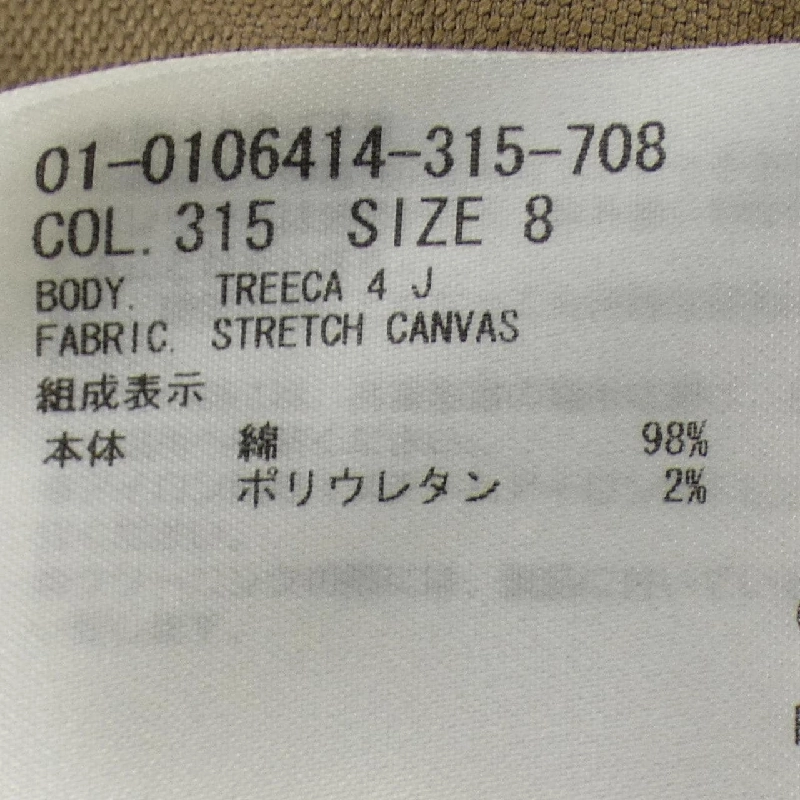 01-0106414-315-708
COL. 315 SIZE 8
BODY. TREECA 4 J
FABRIC. STRETCH CANVAS
組成表示
本体 綿 98%
ポリウレタン 2%